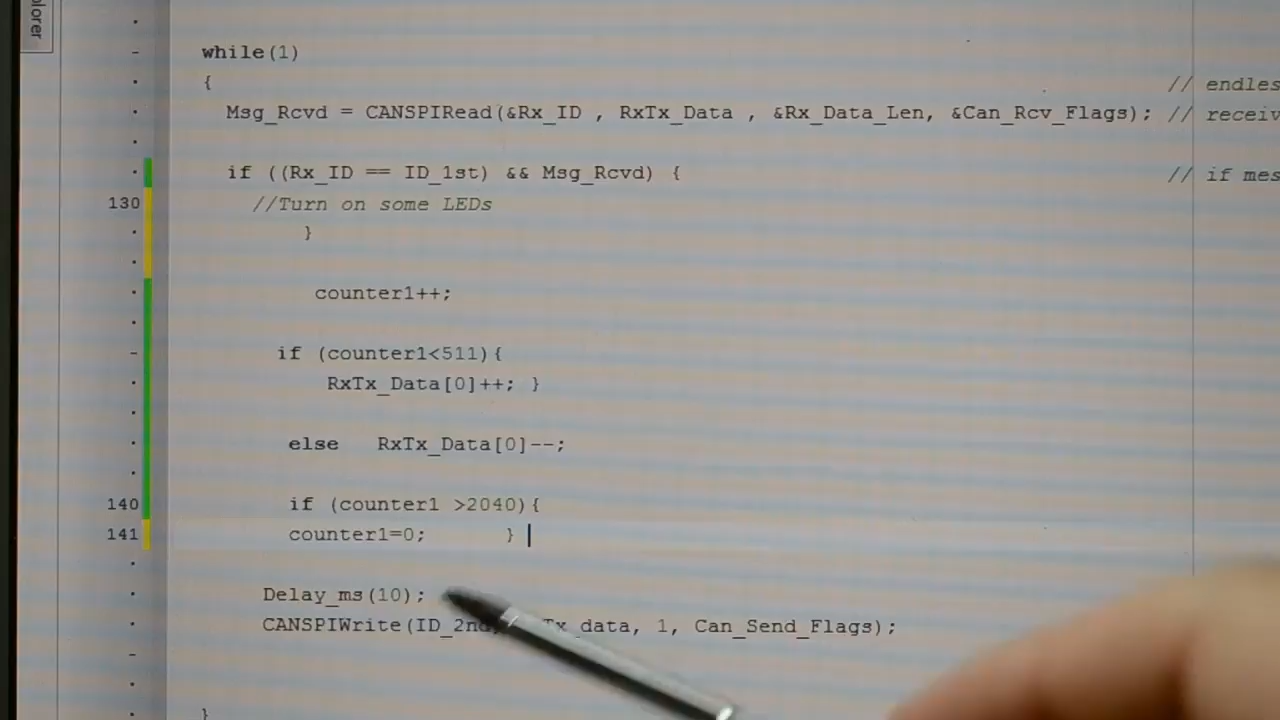 lorer
while(1)
{ // endles
Msg_Rcvd = CANSPIRead(&Rx_ID , RxTx_Data , &Rx_Data_Len, &Can_Rcv_Flags); // receiv
if ((Rx_ID == ID_1st) && Msg_Rcvd) { // if mes
130 //Turn on some LEDs
}
counter1++;
if (counter1<511){
RxTx_Data[0]++; }
else RxTx_Data[0]--;
140 if (counter1 >2040){
141 counter1=0; }
Delay_ms(10);
CANSPIWrite(ID_2nd, Tx_data, 1, Can_Send_Flags);
}